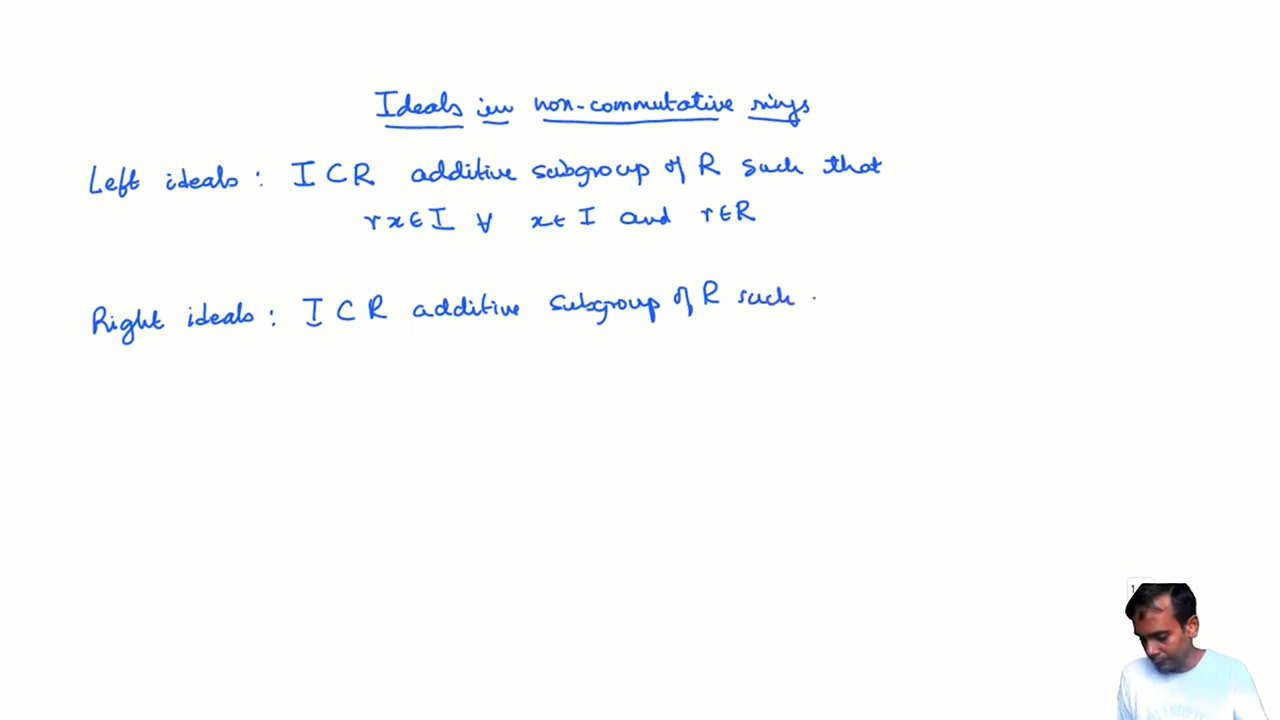 Ideals in non-commutative rings
Left ideals : I ⊂ R additive subgroup of R such that
rx ∈ I ∀ x ∈ I and r ∈ R
Right ideals : I ⊂ R additive subgroup of R such